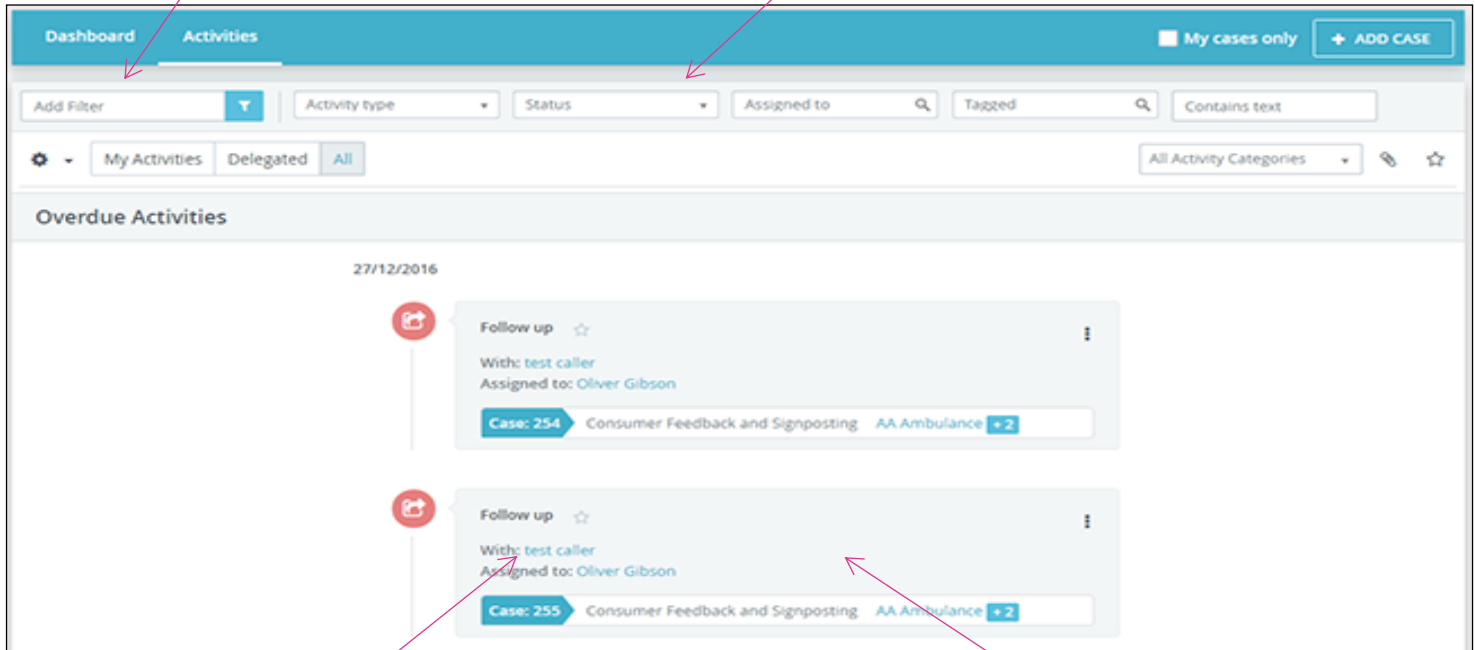 Dashboard Activities My cases only + ADD CASE
Add Filter Activity type Status Assigned to Tagged Contains text
My Activities Delegated All All Activity Categories
Overdue Activities
27/12/2016
Follow up
With: test caller
Assigned to: Oliver Gibson
Case: 254 Consumer Feedback and Signposting AA Ambulance + 2
Follow up
With: test caller
Assigned to: Oliver Gibson
Case: 255 Consumer Feedback and Signposting AA Ambulance + 2